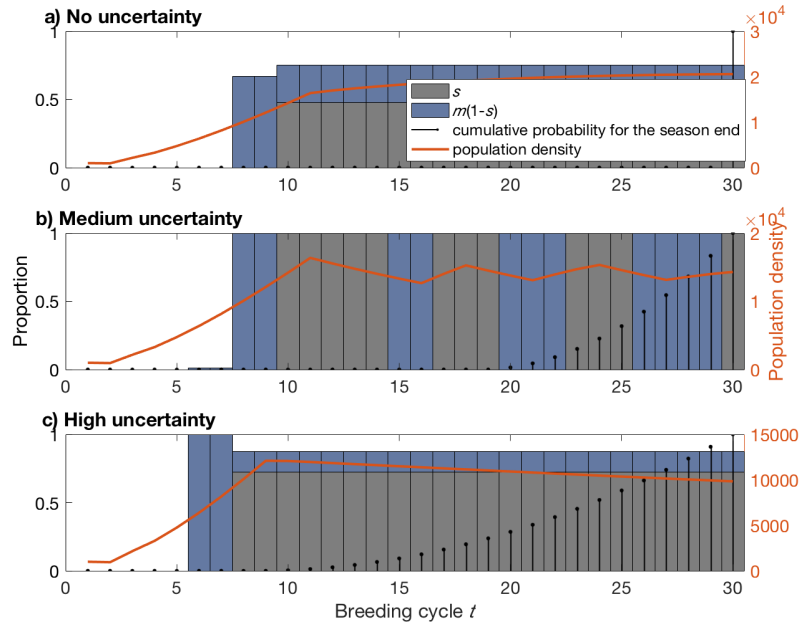 a) No uncertainty
×10⁴
1
0.5
0
3
2
1
0
s
m(1-s)
cumulative probability for the season end
population density
0 5 10 15 20 25 30
b) Medium uncertainty
×10⁴
1
0.5
0
2
1
0
Proportion
Population density
0 5 10 15 20 25 30
c) High uncertainty
1
0.5
0
15000
10000
5000
0
0 5 10 15 20 25 30
Breeding cycle t